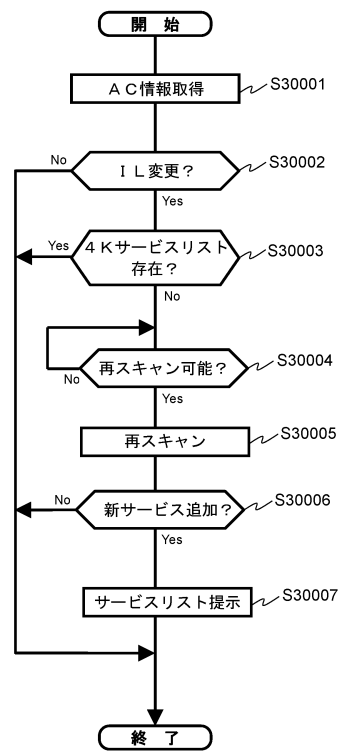 開　始
ＡＣ情報取得
S30001
No
ＩＬ変更？
S30002
Yes
Yes
４Ｋサービスリスト
存在？
S30003
No
再スキャン可能？
S30004
No
Yes
再スキャン
S30005
No
新サービス追加？
S30006
Yes
サービスリスト提示
S30007
終　了